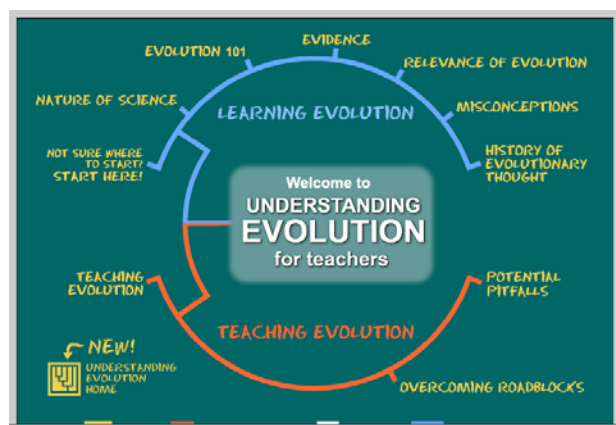 EVIDENCE
EVOLUTION 101
RELEVANCE OF EVOLUTION
NATURE OF SCIENCE
LEARNING EVOLUTION
MISCONCEPTIONS
NOT SURE WHERE
TO START?
START HERE!
HISTORY OF
EVOLUTIONARY
THOUGHT
Welcome to
UNDERSTANDING
EVOLUTION
for teachers
TEACHING
EVOLUTION
POTENTIAL
PITFALLS
TEACHING EVOLUTION
NEW!
UNDERSTANDING
EVOLUTION
HOME
OVERCOMING ROADBLOCKS